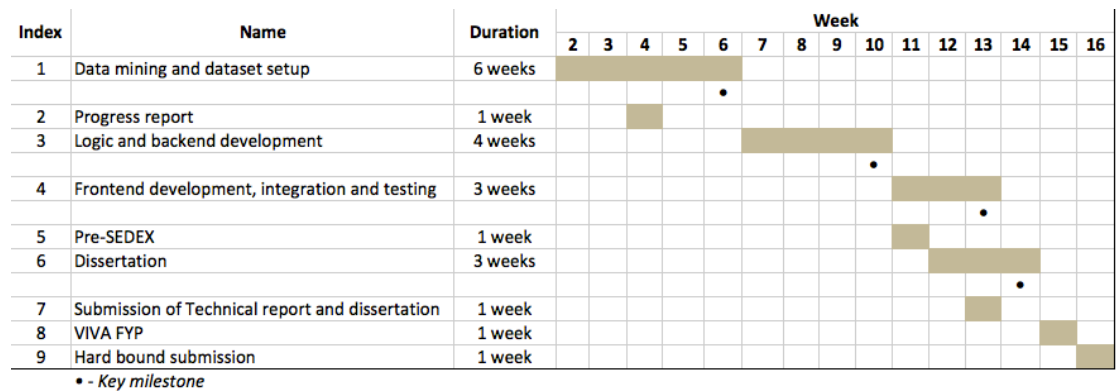 Week
Index Name Duration 2 3 4 5 6 7 8 9 10 11 12 13 14 15 16
1 Data mining and dataset setup 6 weeks
•
2 Progress report 1 week
3 Logic and backend development 4 weeks
•
4 Frontend development, integration and testing 3 weeks
•
5 Pre-SEDEX 1 week
6 Dissertation 3 weeks
•
7 Submission of Technical report and dissertation 1 week
8 VIVA FYP 1 week
9 Hard bound submission 1 week
• - Key milestone